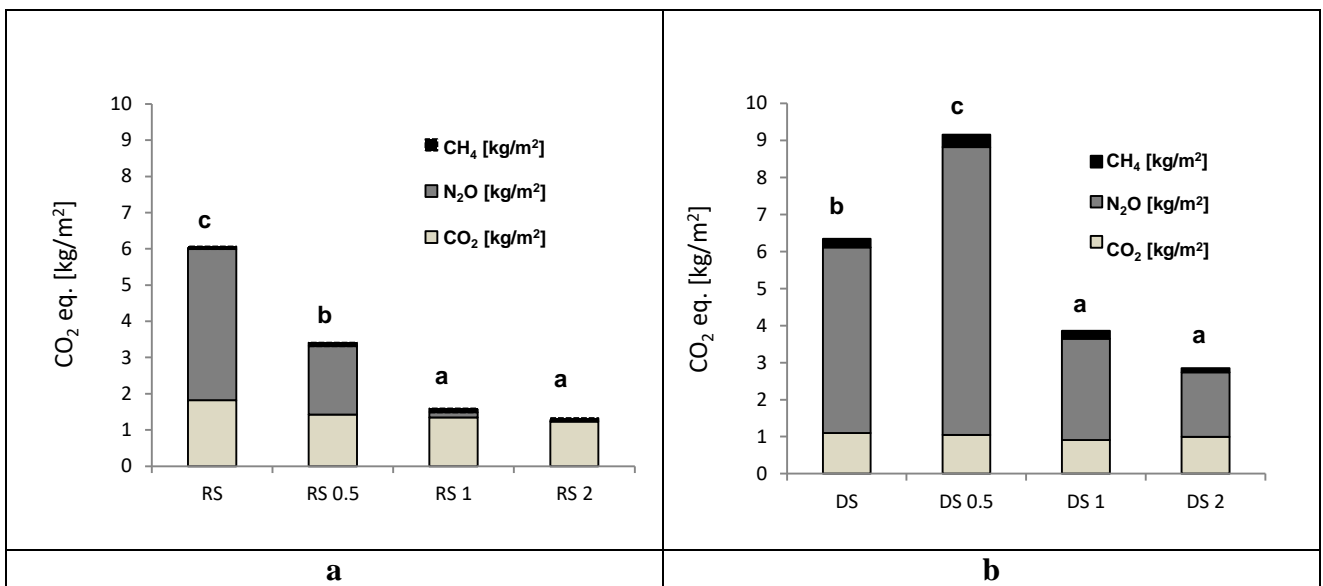 10
9
8
7
6
5
4
3
2
1
0
CO₂ eq. [kg/m²]
c
b
a
a
CH₄ [kg/m²]
N₂O [kg/m²]
CO₂ [kg/m²]
RS RS 0.5 RS 1 RS 2
a
10
9
8
7
6
5
4
3
2
1
0
CO₂ eq. [kg/m²]
b
c
a
a
CH₄ [kg/m²]
N₂O [kg/m²]
CO₂ [kg/m²]
DS DS 0.5 DS 1 DS 2
b